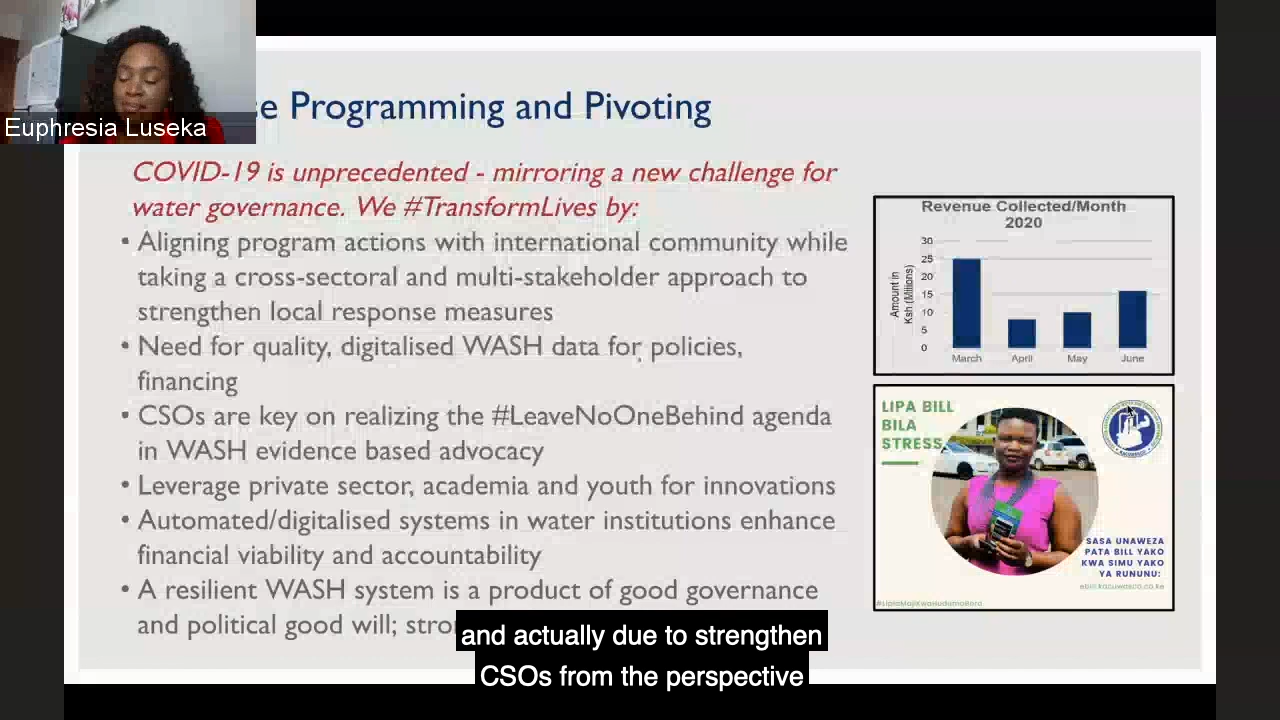 Euphresia Luseka
Programming and Pivoting
COVID-19 is unprecedented - mirroring a new challenge for
water governance. We #TransformLives by:
• Aligning program actions with international community while
taking a cross-sectoral and multi-stakeholder approach to
strengthen local response measures
• Need for quality, digitalised WASH data for policies,
financing
• CSOs are key on realizing the #LeaveNoOneBehind agenda
in WASH evidence based advocacy
• Leverage private sector, academia and youth for innovations
• Automated/digitalised systems in water institutions enhance
financial viability and accountability
• A resilient WASH system is a product of good governance
and political good will;
Revenue Collected/Month
2020
Amount in
Ksh (Millions)
30
25
20
15
10
5
0
March April May June
LIPA BILL
BILA
STRESS
SASA UNAWEZA
PATA BILL YAKO
KWA SIMU YAKO
YA RUNUNU:
ebill.kacuwasco.co.ke
#LipiaMajiKwaHudumaBora
and actually due to strengthen
CSOs from the perspective